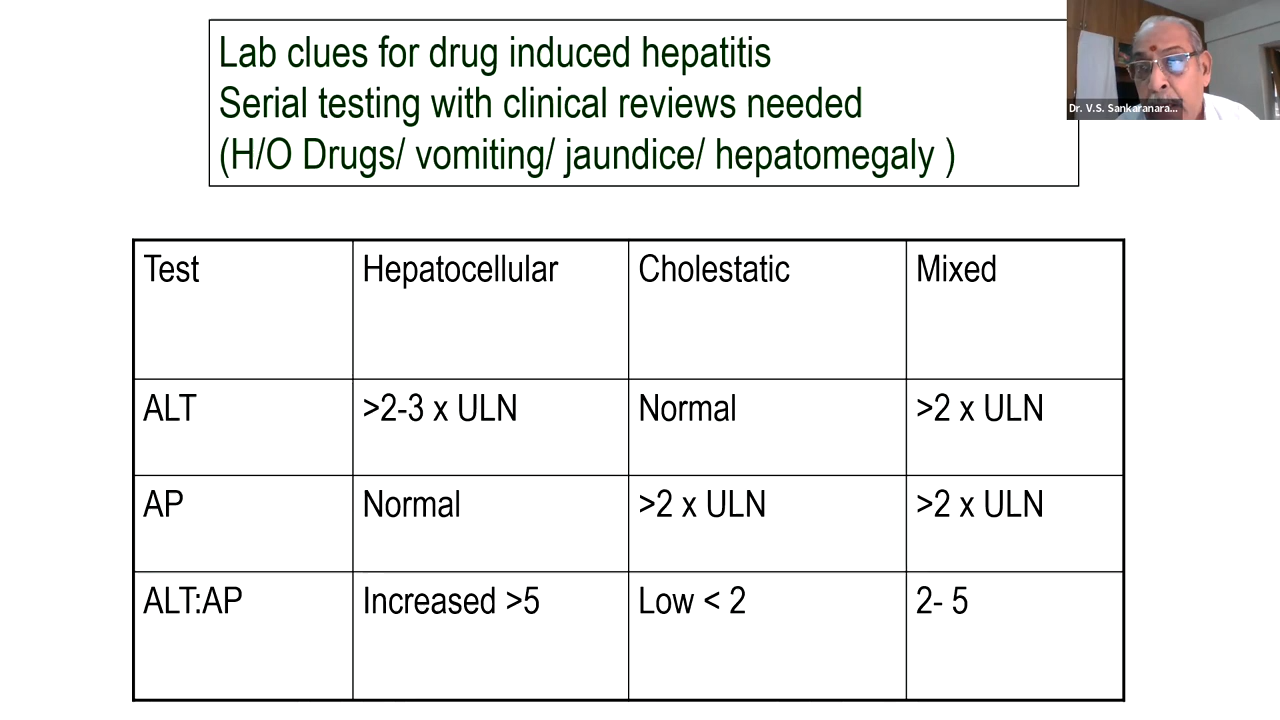 Lab clues for drug induced hepatitis
Serial testing with clinical reviews needed
(H/O Drugs/ vomiting/ jaundice/ hepatomegaly )
Dr. V.S. Sankaranara...
Test Hepatocellular Cholestatic Mixed
ALT >2-3 x ULN Normal >2 x ULN
AP Normal >2 x ULN >2 x ULN
ALT:AP Increased >5 Low < 2 2- 5